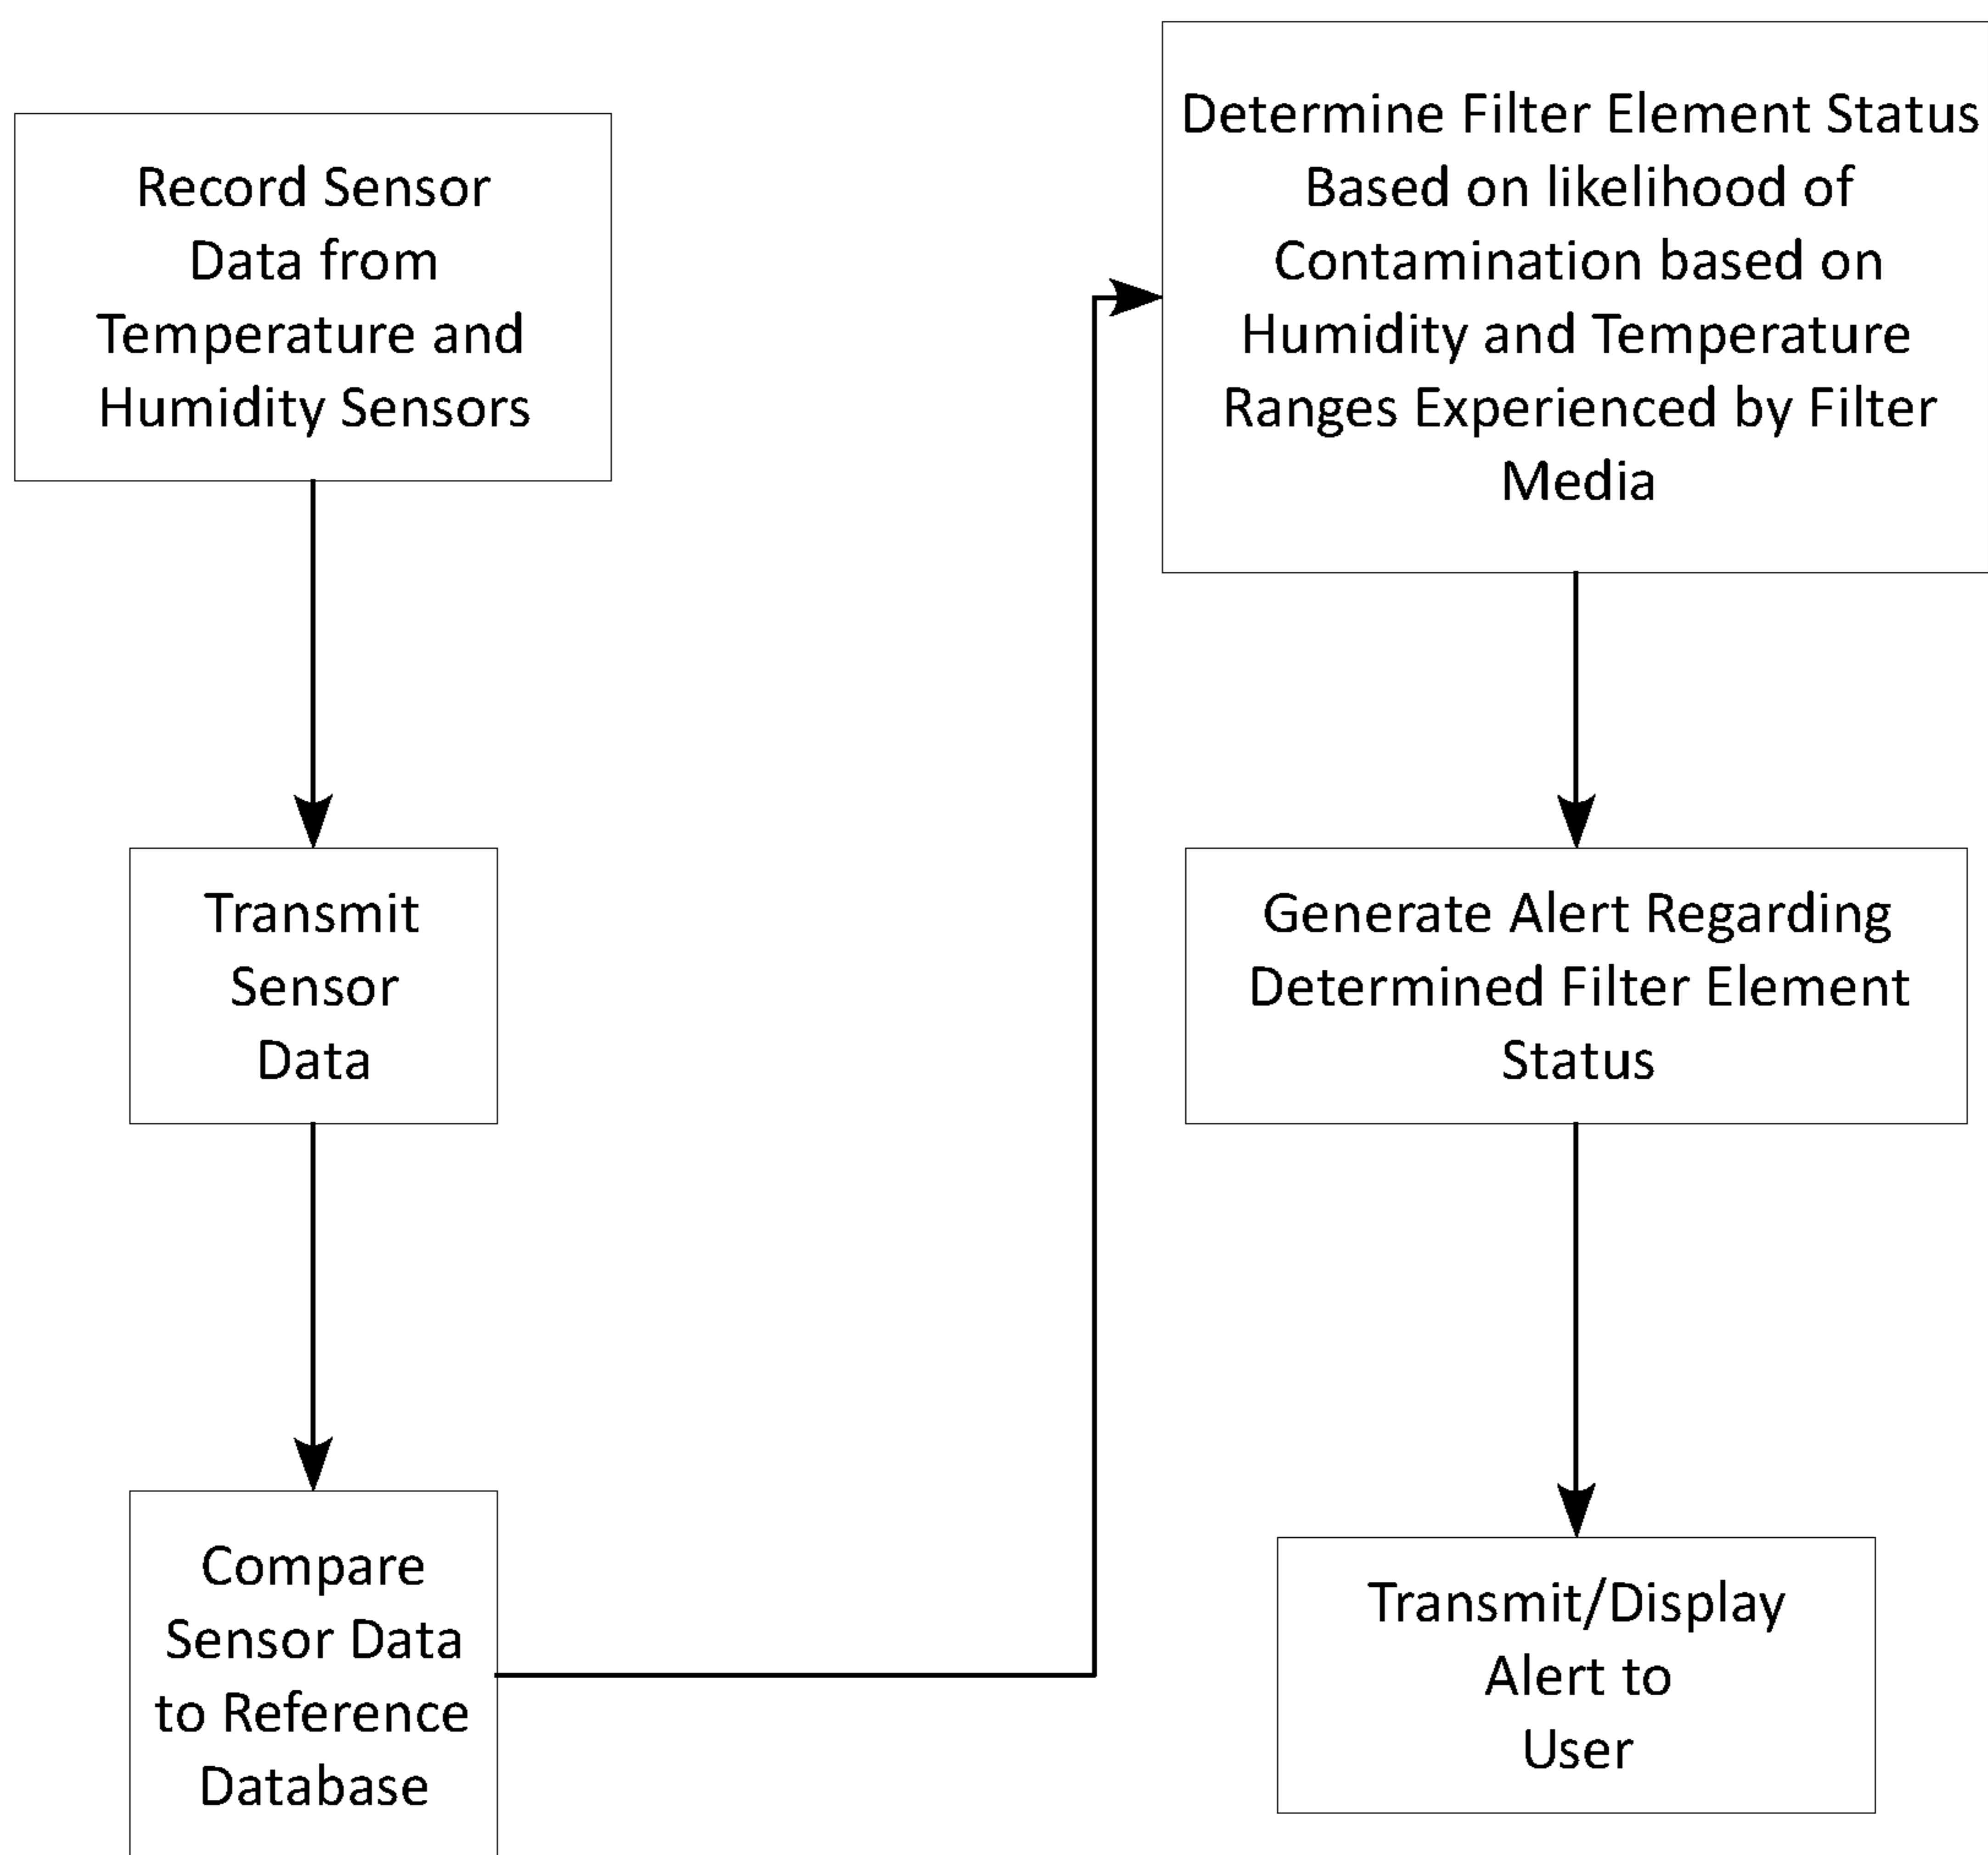 Record Sensor
Data from
Temperature and
Humidity Sensors
Transmit
Sensor
Data
Compare
Sensor Data
to Reference
Database
Determine Filter Element Status
Based on likelihood of
Contamination based on
Humidity and Temperature
Ranges Experienced by Filter
Media
Generate Alert Regarding
Determined Filter Element
Status
Transmit/Display
Alert to
User